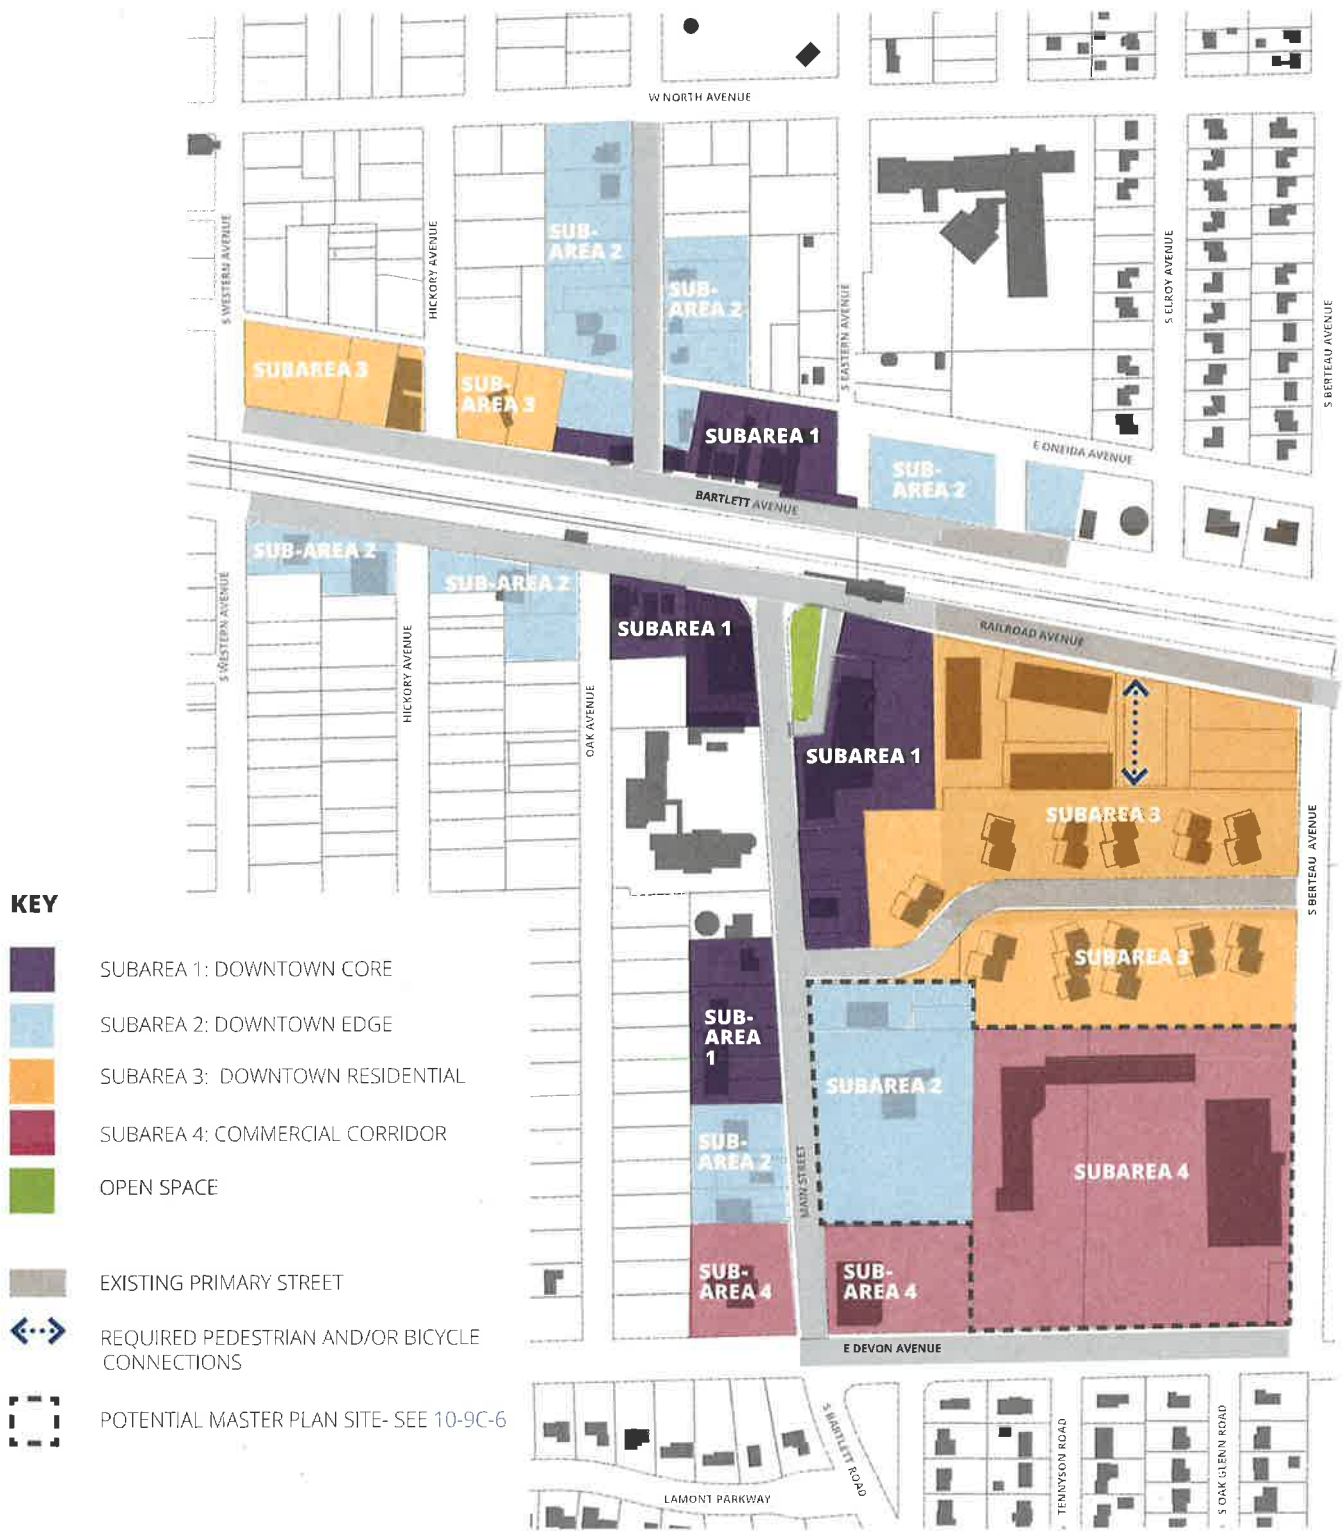 W NORTH AVENUE
S WESTERN AVENUE
HICKORY AVENUE
SUB-
AREA 2
SUB-
AREA 2
S EASTERN AVENUE
S ELROY AVENUE
S BERTEAU AVENUE
SUBAREA 3
SUB-
AREA 3
SUBAREA 1
E ONEIDA AVENUE
SUB-
AREA 2
BARTLETT AVENUE
SUB-AREA 2
SUB-AREA 2
S WESTERN AVENUE
HICKORY AVENUE
OAK AVENUE
SUBAREA 1
RAILROAD AVENUE
SUBAREA 1
SUBAREA 3
S BERTEAU AVENUE
SUBAREA 3
SUB-
AREA
1
SUBAREA 2
SUB-
AREA 2
MAIN STREET
SUBAREA 4
SUB-
AREA 4
SUB-
AREA 4
E DEVON AVENUE
S BARTLETT ROAD
LAMONT PARKWAY
TENNYSON ROAD
S OAK GLENN ROAD
KEY
SUBAREA 1: DOWNTOWN CORE
SUBAREA 2: DOWNTOWN EDGE
SUBAREA 3: DOWNTOWN RESIDENTIAL
SUBAREA 4: COMMERCIAL CORRIDOR
OPEN SPACE
EXISTING PRIMARY STREET
REQUIRED PEDESTRIAN AND/OR BICYCLE
CONNECTIONS
POTENTIAL MASTER PLAN SITE- SEE 10-9C-6